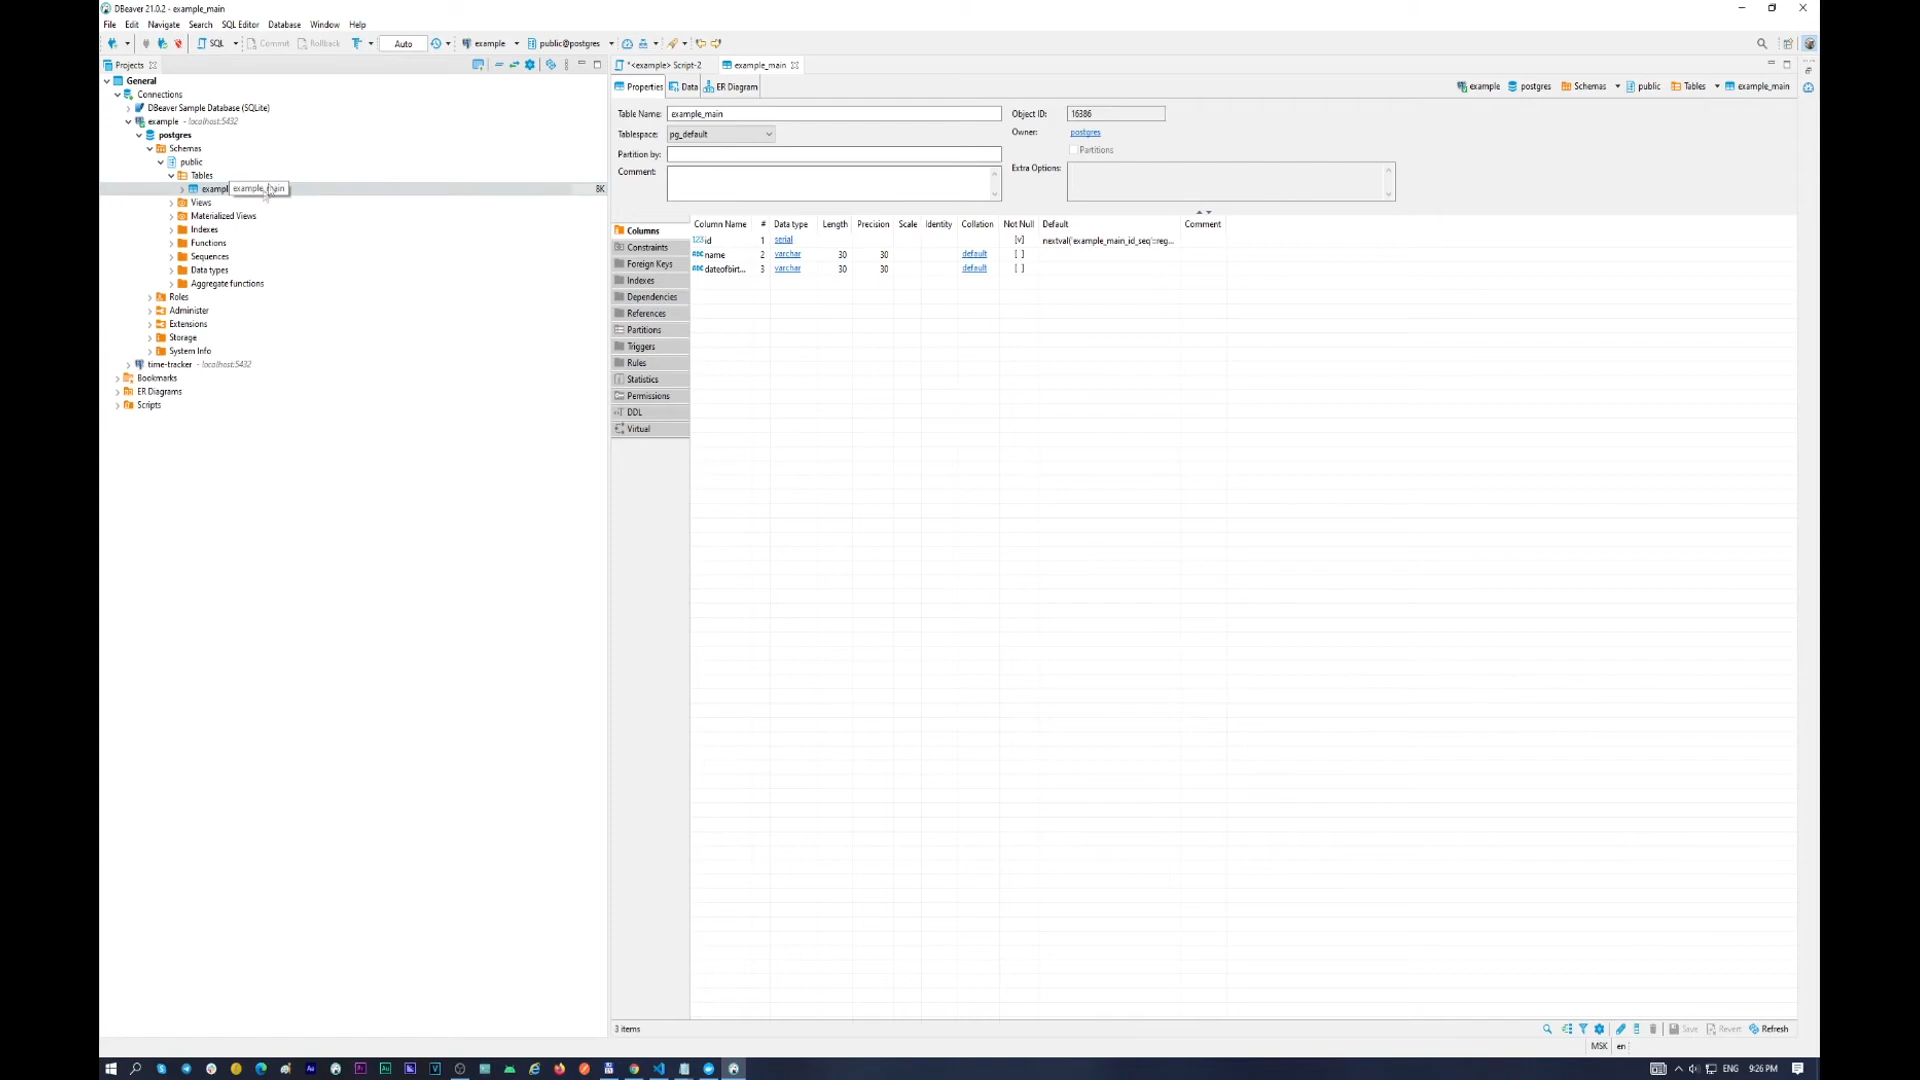 DBeaver 21.0.2 - example_main
File Edit Navigate Search SQL Editor Database Window Help
SQL Commit Rollback Auto example public@postgres
Projects
*<example> Script-2 example_main
General
Connections
DBeaver Sample Database (SQLite)
example - localhost:5432
postgres
Schemas
public
Tables
exampl example_main 8K
Views
Materialized Views
Indexes
Functions
Sequences
Data types
Aggregate functions
Roles
Administer
Extensions
Storage
System Info
time-tracker - localhost:5432
Bookmarks
ER Diagrams
Scripts
Properties Data ER Diagram
example postgres Schemas public Tables example_main
Table Name: example_main
Object ID: 16386
Tablespace: pg_default
Owner: postgres
Partition by:
Partitions
Comment:
Extra Options:
Columns
Constraints
Foreign Keys
Indexes
Dependencies
References
Partitions
Triggers
Rules
Statistics
Permissions
DDL
Virtual
Column Name # Data type Length Precision Scale Identity Collation Not Null Default Comment
123 id 1 serial [v] nextval('example_main_id_seq'::reg...
ABC name 2 varchar 30 30 default [ ]
ABC dateofbirt... 3 varchar 30 30 default [ ]
3 items
Save Revert Refresh
MSK en
ENG 9:26 PM